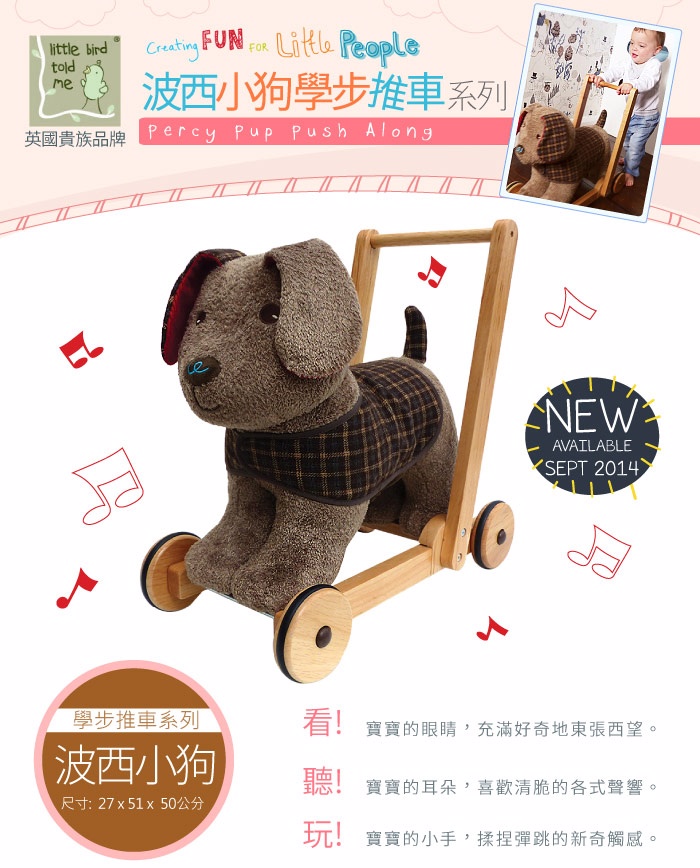 little bird
told
me
英國貴族品牌
Creating FUN FOR Little People
波西小狗學步推車系列
Percy Pup Push Along
NEW
AVAILABLE
SEPT 2014
學步推車系列
波西小狗
尺寸: 27 x 51 x 50公分
看! 寶寶的眼睛，充滿好奇地東張西望。
聽! 寶寶的耳朵，喜歡清脆的各式聲響。
玩! 寶寶的小手，揉捏彈跳的新奇觸感。